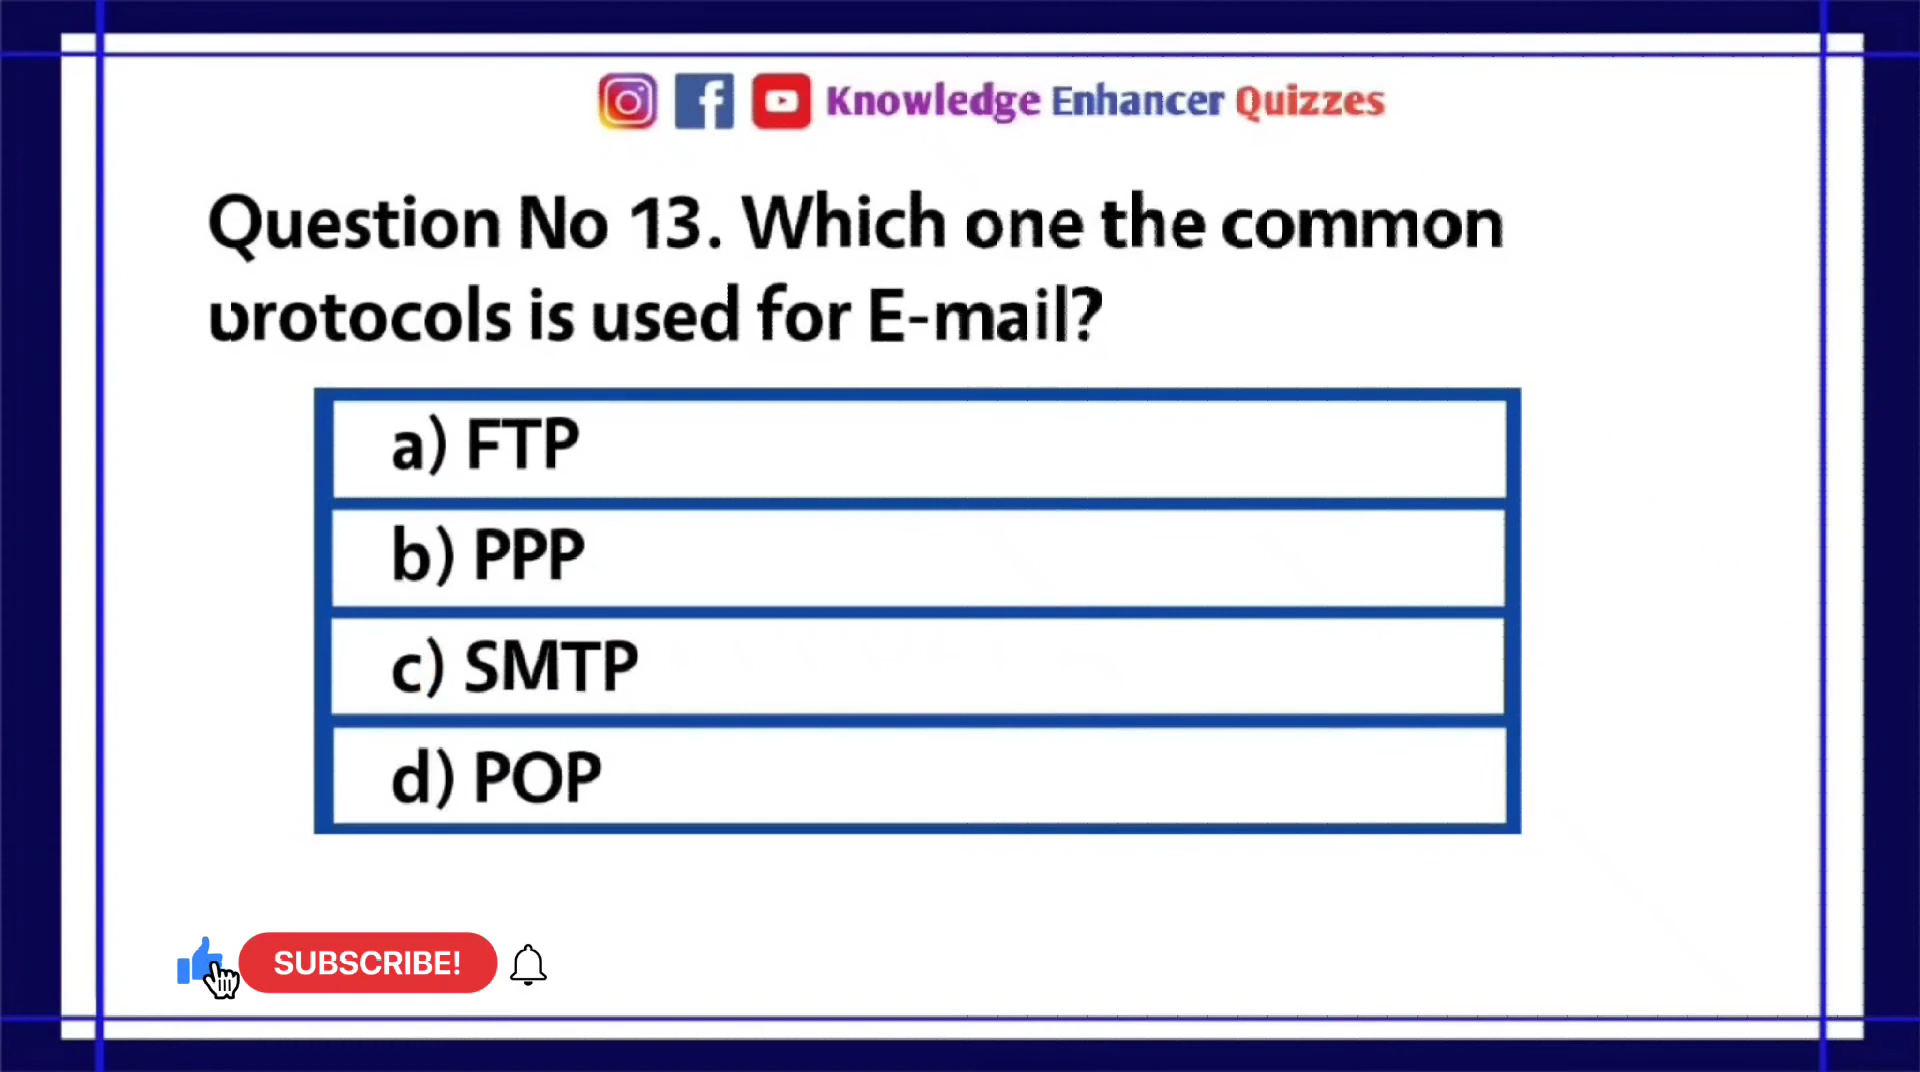 Knowledge Enhancer Quizzes
Question No 13. Which one the common
protocols is used for E-mail?
a) FTP
b) PPP
c) SMTP
d) POP
SUBSCRIBE!